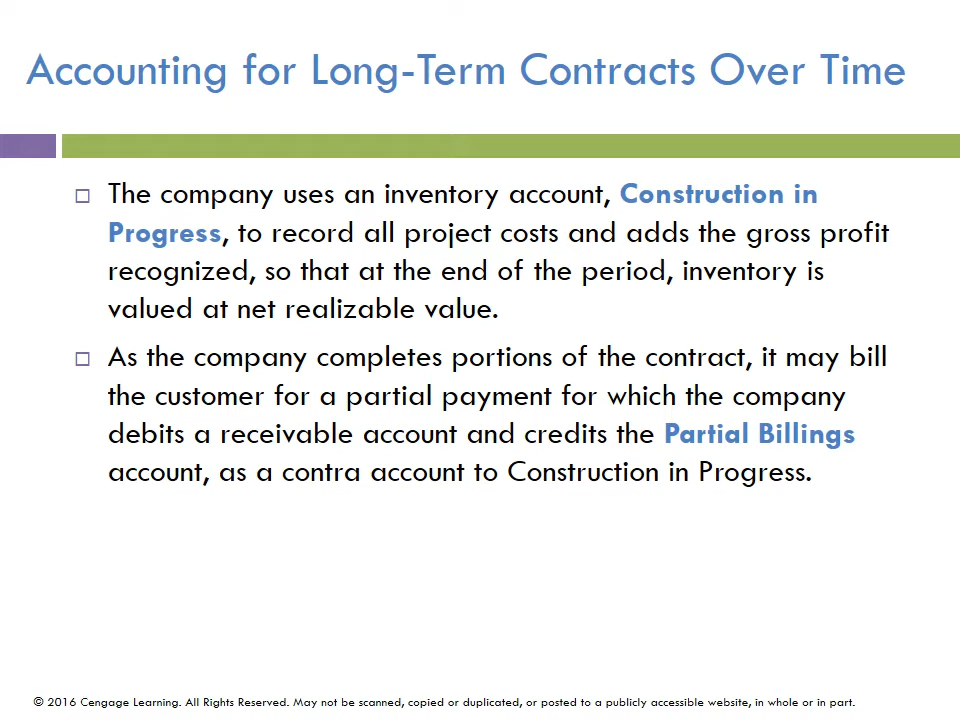 Accounting for Long-Term Contracts Over Time
The company uses an inventory account, Construction in
Progress, to record all project costs and adds the gross profit
recognized, so that at the end of the period, inventory is
valued at net realizable value.
As the company completes portions of the contract, it may bill
the customer for a partial payment for which the company
debits a receivable account and credits the Partial Billings
account, as a contra account to Construction in Progress.
© 2016 Cengage Learning. All Rights Reserved. May not be scanned, copied or duplicated, or posted to a publicly accessible website, in whole or in part.